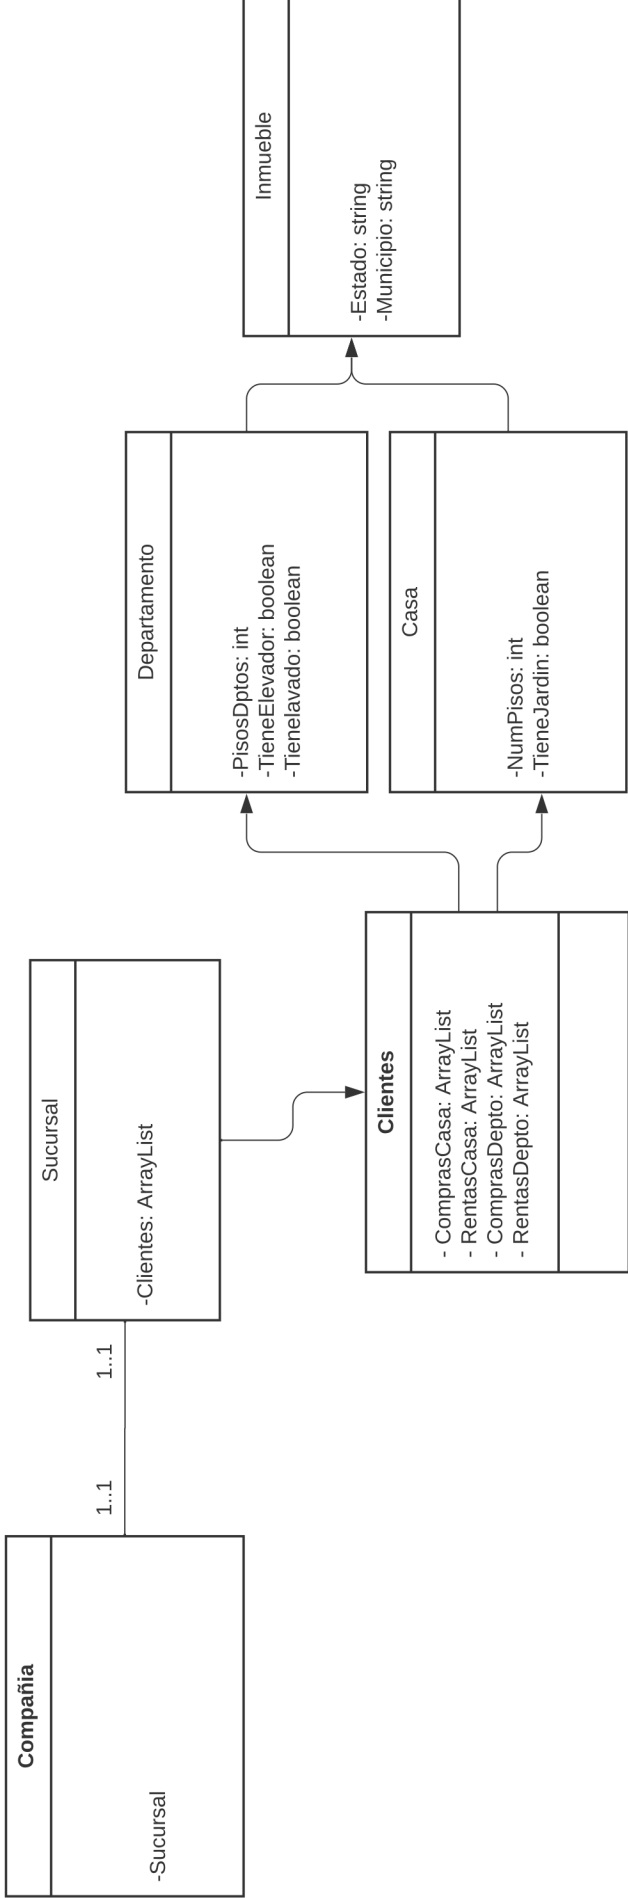 Compañia
-Sucursal
1..1
1..1
Sucursal
-Clientes: ArrayList
Clientes
- ComprasCasa: ArrayList
- RentasCasa: ArrayList
- ComprasDepto: ArrayList
- RentasDepto: ArrayList
Departamento
-PisosDptos: int
-TieneElevador: boolean
-Tienelavado: boolean
Casa
-NumPisos: int
-TieneJardin: boolean
Inmueble
-Estado: string
-Municipio: string